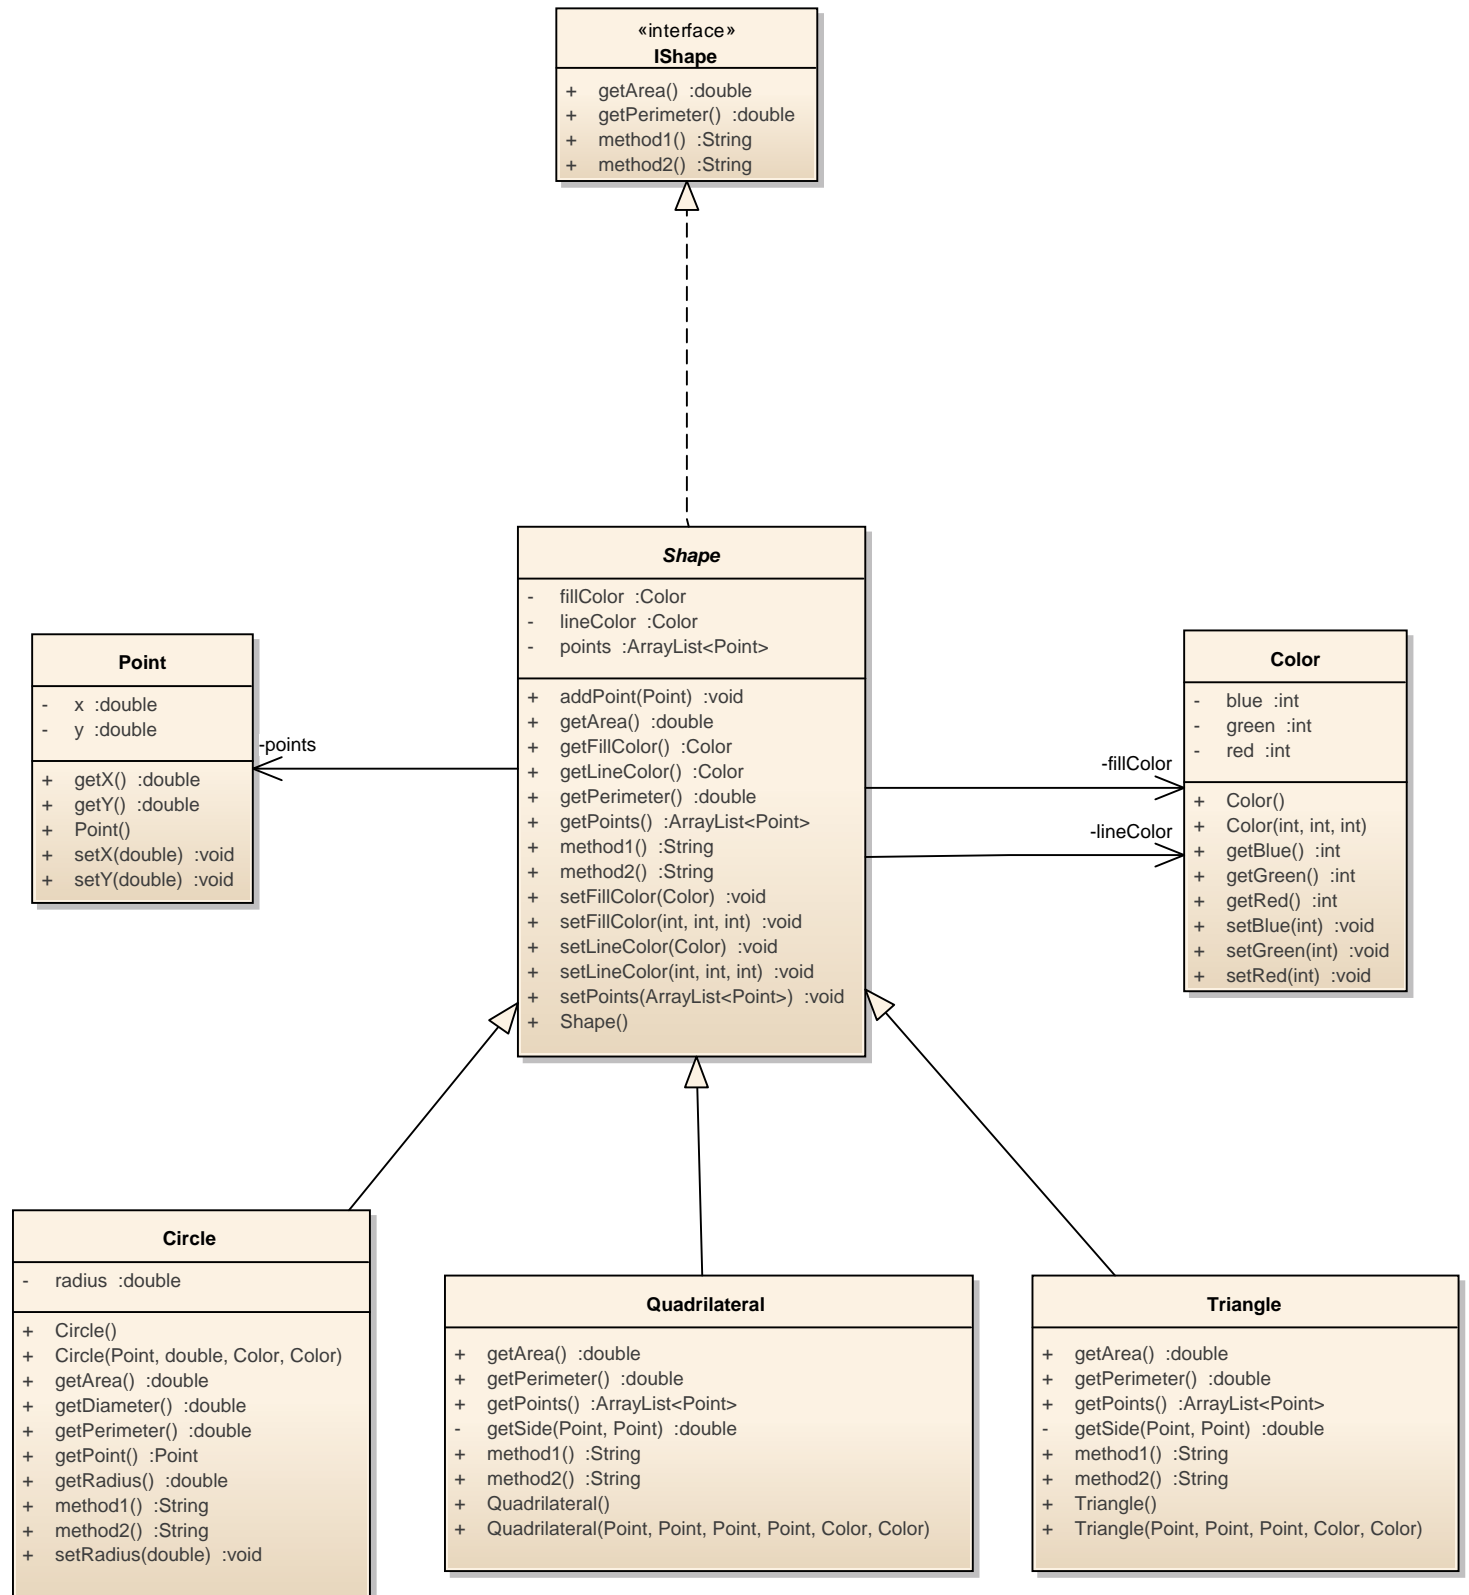 «interface»
IShape
+ getArea() :double
+ getPerimeter() :double
+ method1() :String
+ method2() :String
Shape
- fillColor :Color
- lineColor :Color
- points :ArrayList<Point>
+ addPoint(Point) :void
+ getArea() :double
+ getFillColor() :Color
+ getLineColor() :Color
+ getPerimeter() :double
+ getPoints() :ArrayList<Point>
+ method1() :String
+ method2() :String
+ setFillColor(Color) :void
+ setFillColor(int, int, int) :void
+ setLineColor(Color) :void
+ setLineColor(int, int, int) :void
+ setPoints(ArrayList<Point>) :void
+ Shape()
Point
- x :double
- y :double
+ getX() :double
+ getY() :double
+ Point()
+ setX(double) :void
+ setY(double) :void
-points
-fillColor
-lineColor
Color
- blue :int
- green :int
- red :int
+ Color()
+ Color(int, int, int)
+ getBlue() :int
+ getGreen() :int
+ getRed() :int
+ setBlue(int) :void
+ setGreen(int) :void
+ setRed(int) :void
Circle
- radius :double
+ Circle()
+ Circle(Point, double, Color, Color)
+ getArea() :double
+ getDiameter() :double
+ getPerimeter() :double
+ getPoint() :Point
+ getRadius() :double
+ method1() :String
+ method2() :String
+ setRadius(double) :void
Quadrilateral
+ getArea() :double
+ getPerimeter() :double
+ getPoints() :ArrayList<Point>
- getSide(Point, Point) :double
+ method1() :String
+ method2() :String
+ Quadrilateral()
+ Quadrilateral(Point, Point, Point, Point, Color, Color)
Triangle
+ getArea() :double
+ getPerimeter() :double
+ getPoints() :ArrayList<Point>
- getSide(Point, Point) :double
+ method1() :String
+ method2() :String
+ Triangle()
+ Triangle(Point, Point, Point, Color, Color)